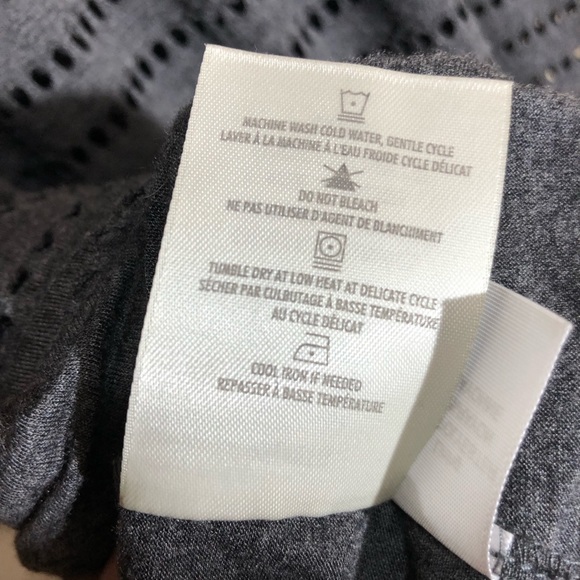 MACHINE WASH COLD WATER, GENTLE CYCLE
LAVER À LA MACHINE À L'EAU FROIDE CYCLE DÉLICAT
DO NOT BLEACH
NE PAS UTILISER D'AGENT DE BLANCHIMENT
TUMBLE DRY AT LOW HEAT AT DELICATE CYCLE
SÉCHER PAR CULBUTAGE À BASSE TEMPÉRATURE
AU CYCLE DÉLICAT
COOL IRON IF NEEDED
REPASSER À BASSE TEMPÉRATURE